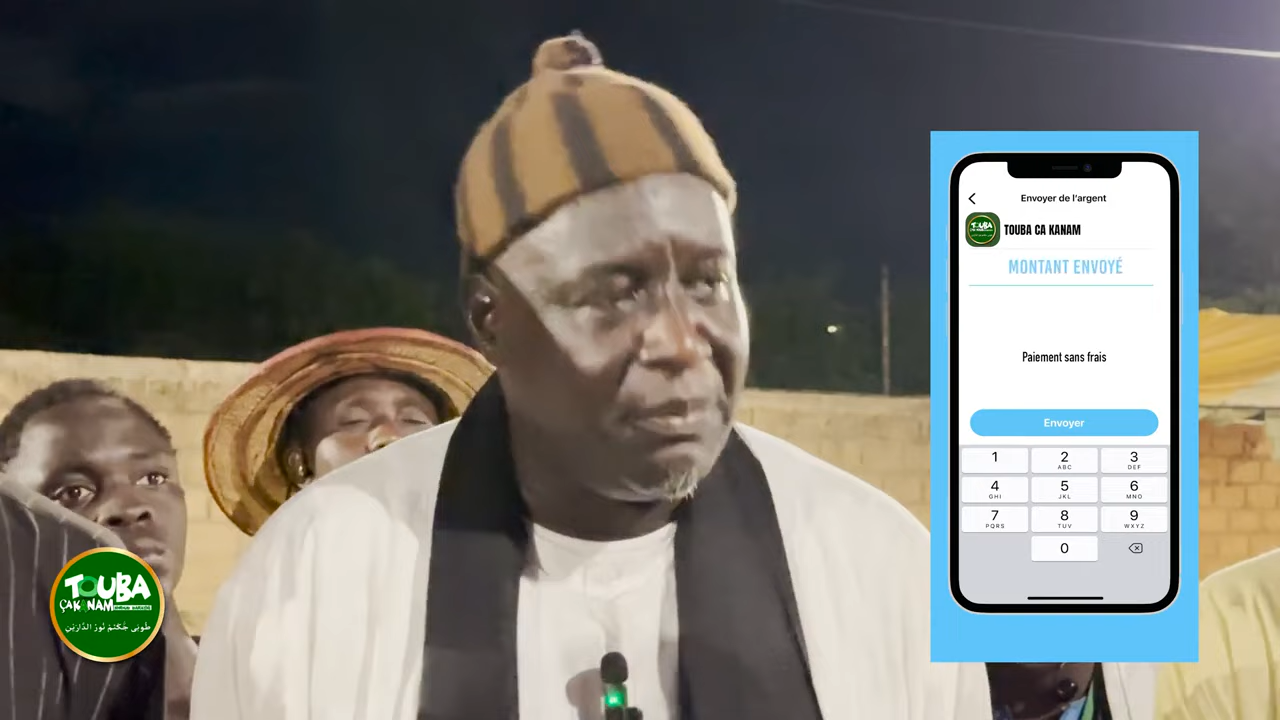 Envoyer de l'argent
TOUBA CA KANAM
MONTANT ENVOYÉ
Paiement sans frais
Envoyer
1
2
ABC
3
DEF
4
GHI
5
JKL
6
MNO
7
PQRS
8
TUV
9
WXYZ
0
TOUBA
ÇA KANAM